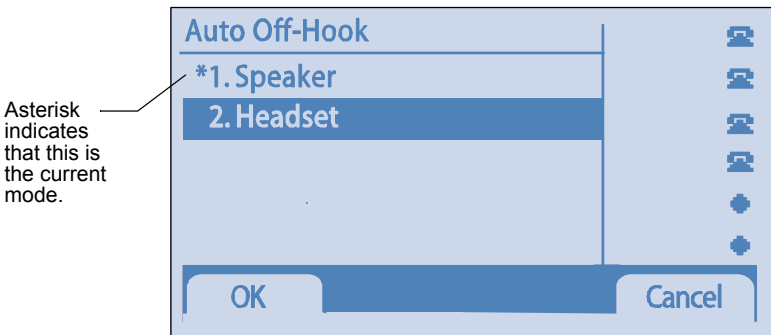 Auto Off-Hook
*1. Speaker
2. Headset
Asterisk
indicates
that this is
the current
mode.
OK
Cancel